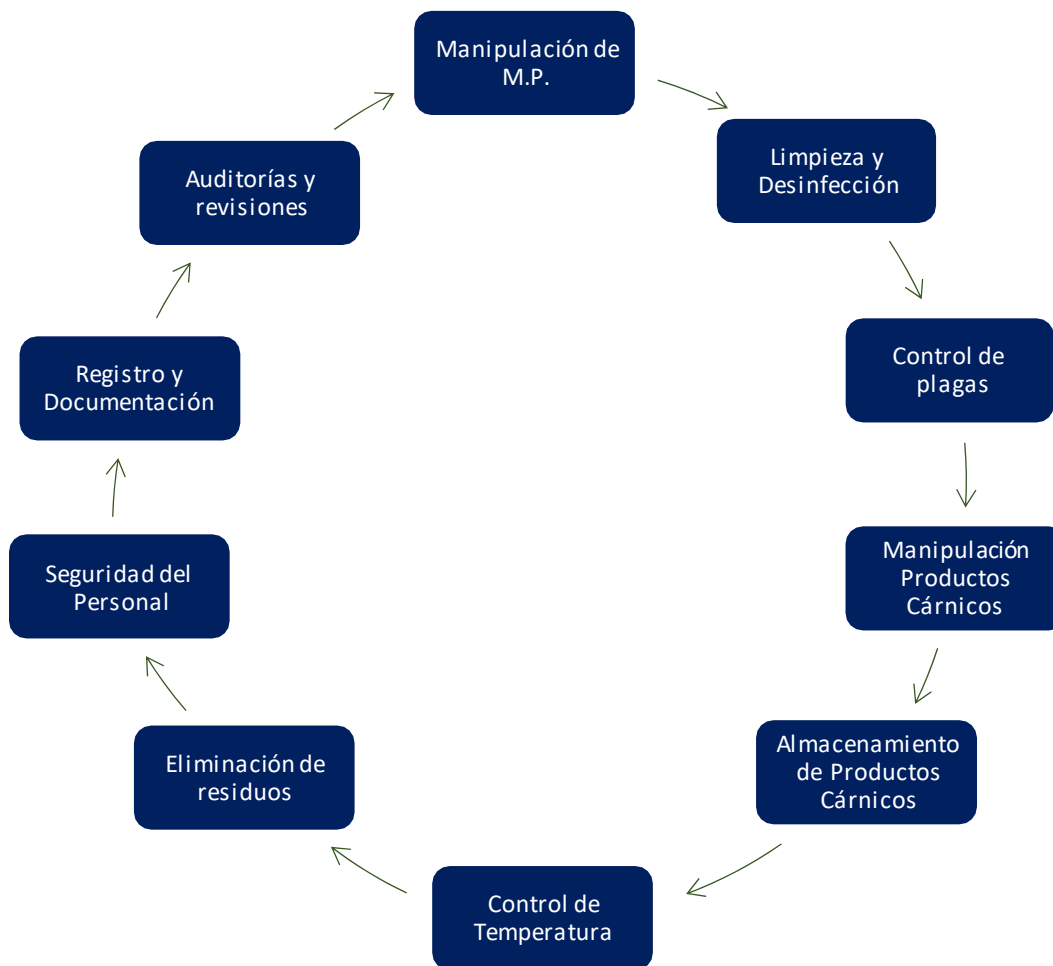 Manipulación de
M.P.
Limpieza y
Desinfección
Control de
plagas
Manipulación
Productos
Cárnicos
Almacenamiento
de Productos
Cárnicos
Control de
Temperatura
Eliminación de
residuos
Seguridad del
Personal
Registro y
Documentación
Auditorías y
revisiones